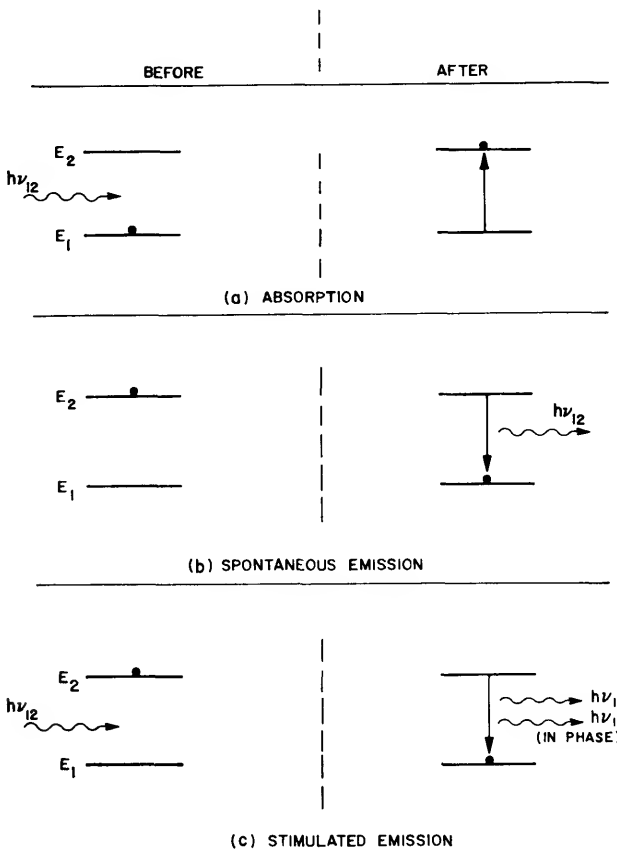 BEFORE AFTER
E₂
hν₁₂
E₁
(a) ABSORPTION
E₂
hν₁₂
E₁
(b) SPONTANEOUS EMISSION
E₂
hν₁₂ hν₁
hν₁
(IN PHASE)
E₁
(c) STIMULATED EMISSION